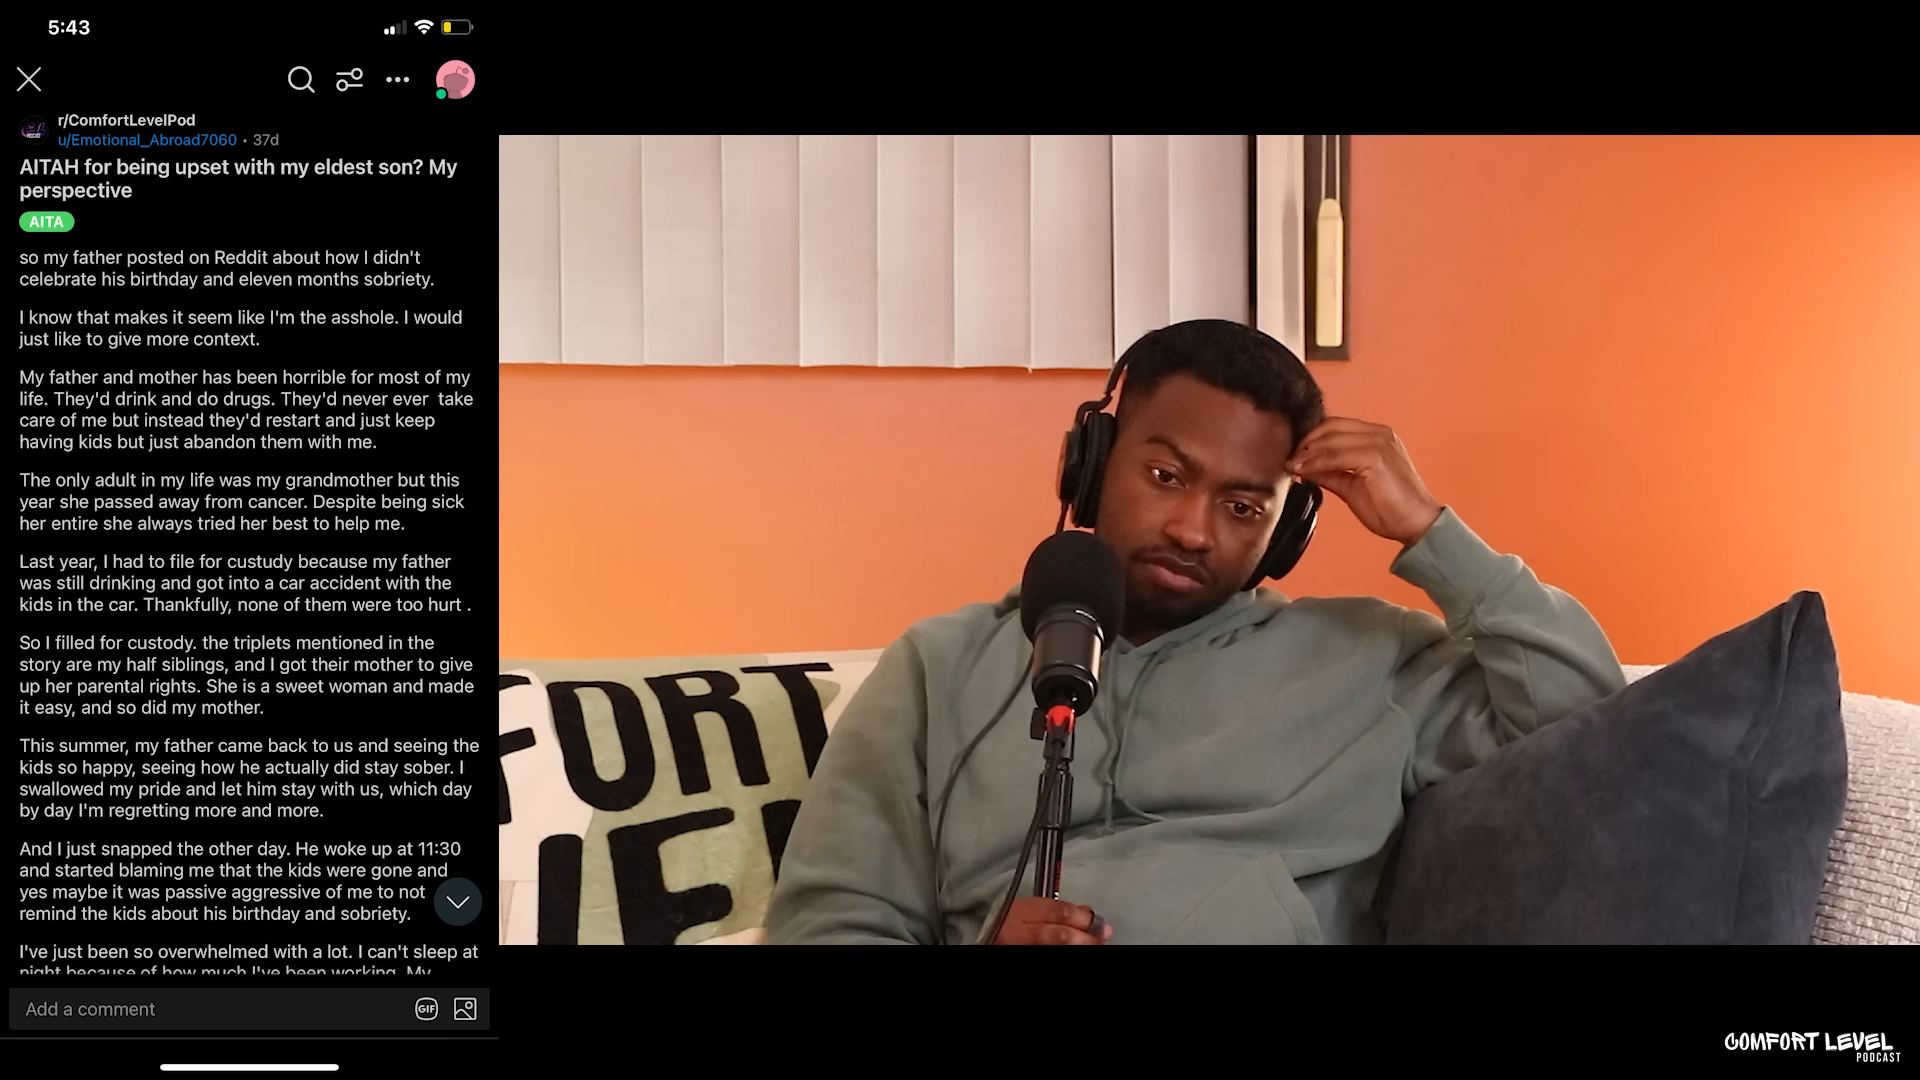 5:43
r/ComfortLevelPod
u/Emotional_Abroad7060 • 37d
AITAH for being upset with my eldest son? My
perspective
AITA
so my father posted on Reddit about how I didn't
celebrate his birthday and eleven months sobriety.
I know that makes it seem like I'm the asshole. I would
just like to give more context.
My father and mother has been horrible for most of my
life. They'd drink and do drugs. They'd never ever take
care of me but instead they'd restart and just keep
having kids but just abandon them with me.
The only adult in my life was my grandmother but this
year she passed away from cancer. Despite being sick
her entire she always tried her best to help me.
Last year, I had to file for custudy because my father
was still drinking and got into a car accident with the
kids in the car. Thankfully, none of them were too hurt .
So I filled for custody. the triplets mentioned in the
story are my half siblings, and I got their mother to give
up her parental rights. She is a sweet woman and made
it easy, and so did my mother.
This summer, my father came back to us and seeing the
kids so happy, seeing how he actually did stay sober. I
swallowed my pride and let him stay with us, which day
by day I'm regretting more and more.
And I just snapped the other day. He woke up at 11:30
and started blaming me that the kids were gone and
yes maybe it was passive aggressive of me to not
remind the kids about his birthday and sobriety.
I've just been so overwhelmed with a lot. I can't sleep at
night because of how much I've been working. My
Add a comment
GIF
FORT
COMFORT LEVEL
PODCAST